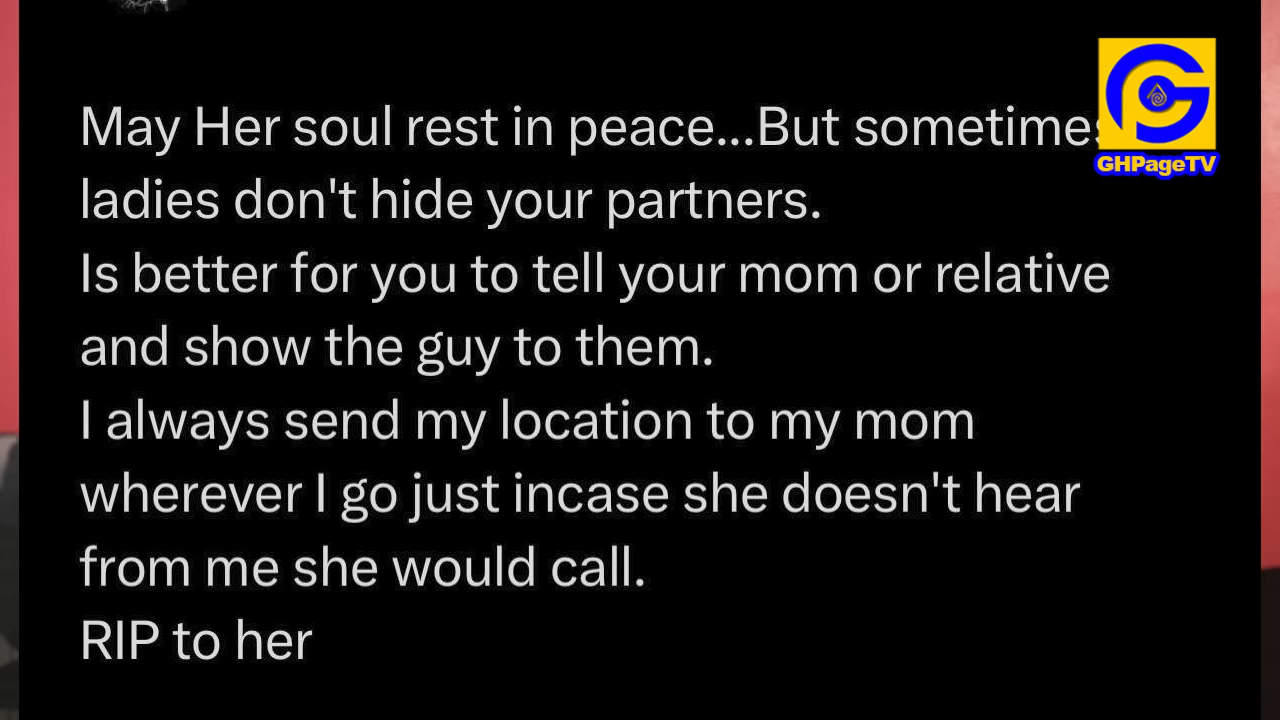 May Her soul rest in peace...But sometimes
ladies don't hide your partners.
Is better for you to tell your mom or relative
and show the guy to them.
I always send my location to my mom
wherever I go just incase she doesn't hear
from me she would call.
RIP to her
GHPageTV